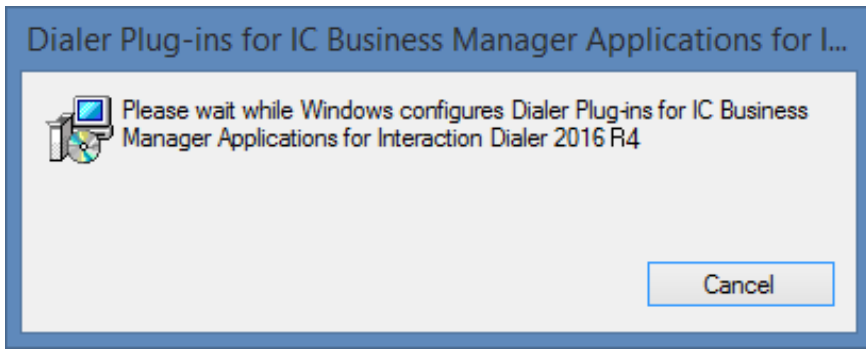 Dialer Plug-ins for IC Business Manager Applications for I...
Please wait while Windows configures Dialer Plug-ins for IC Business
Manager Applications for Interaction Dialer 2016 R4
Cancel